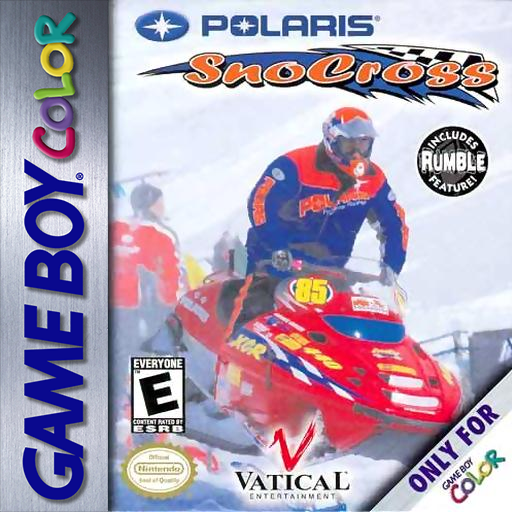 GAME BOY COLOR
POLARIS®
SnoCross
INCLUDES
RUMBLE
FEATURE!
POLARIS
85
EVERYONE
E
CONTENT RATED BY
ESRB
Official
Nintendo
Seal of Quality
VATICAL
ENTERTAINMENT
ONLY FOR
GAME BOY
COLOR